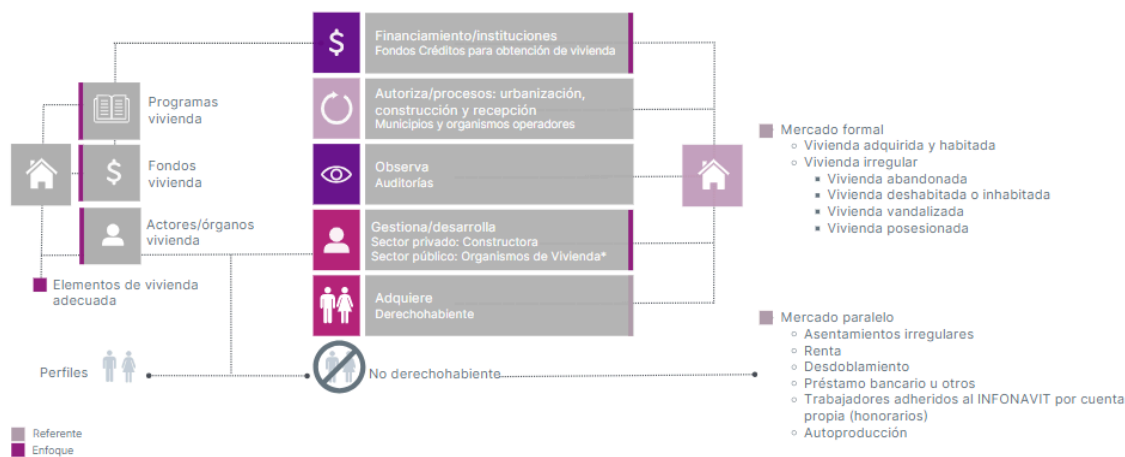 Programas
vivienda
$
Fondos
vivienda
Actores/órganos
vivienda
Elementos de vivienda
adecuada
Perfiles
$
Financiamiento/instituciones
Fondos Créditos para obtención de vivienda
Autoriza/procesos: urbanización,
construcción y recepción
Municipios y organismos operadores
Observa
Auditorías
Gestiona/desarrolla
Sector privado: Constructora
Sector público: Organismos de Vivienda*
Adquiere
Derechohabiente
No derechohabiente
Mercado formal
Vivienda adquirida y habitada
Vivienda irregular
Vivienda abandonada
Vivienda deshabitada o inhabitada
Vivienda vandalizada
Vivienda posesionada
Mercado paralelo
Asentamientos irregulares
Renta
Desdoblamiento
Préstamo bancario u otros
Trabajadores adheridos al INFONAVIT por cuenta
propia (honorarios)
Autoproducción
Referente
Enfoque